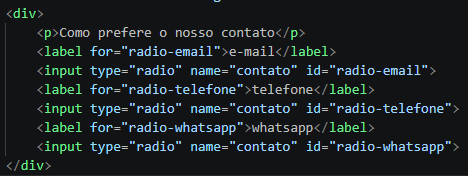 <div>
<p>Como prefere o nosso contato</p>
<label for="radio-email">e-mail</label>
<input type="radio" name="contato" id="radio-email">
<label for="radio-telefone">telefone</label>
<input type="radio" name="contato" id="radio-telefone">
<label for="radio-whatsapp">whatsapp</label>
<input type="radio" name="contato" id="radio-whatsapp">
</div>